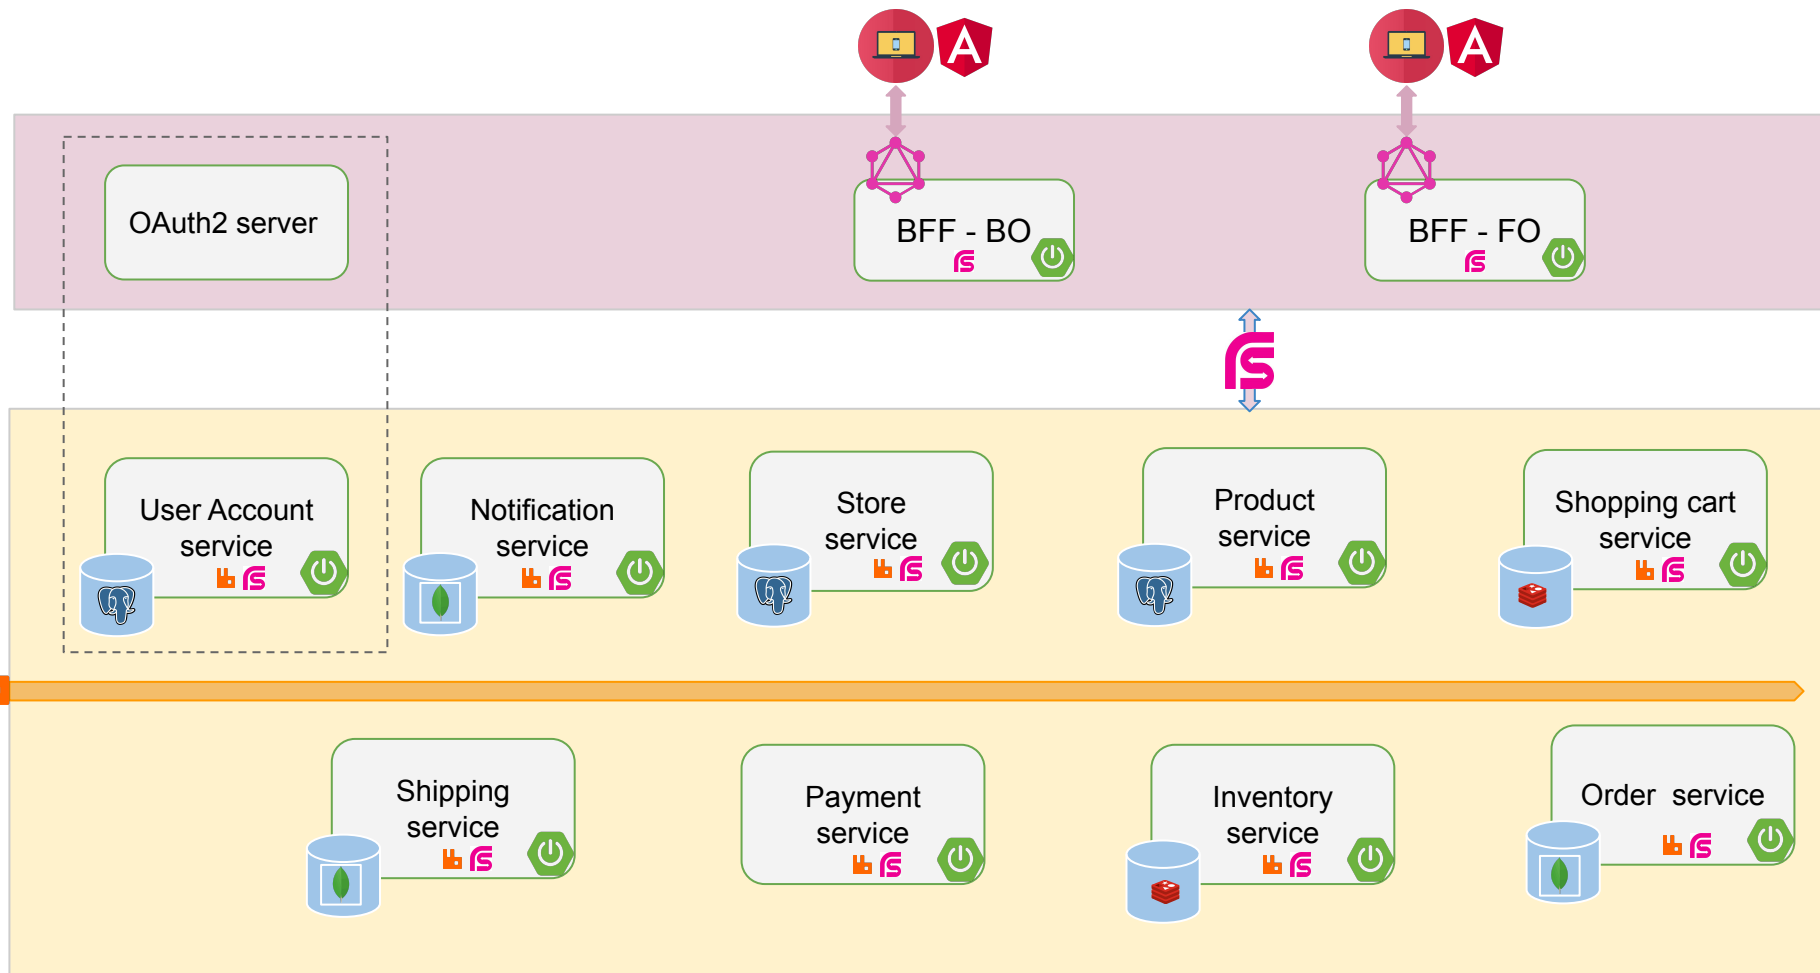 OAuth2 server
BFF - BO
BFF - FO
User Account
service
Notification
service
Store
service
Product
service
Shopping cart
service
Shipping
service
Payment
service
Inventory
service
Order  service